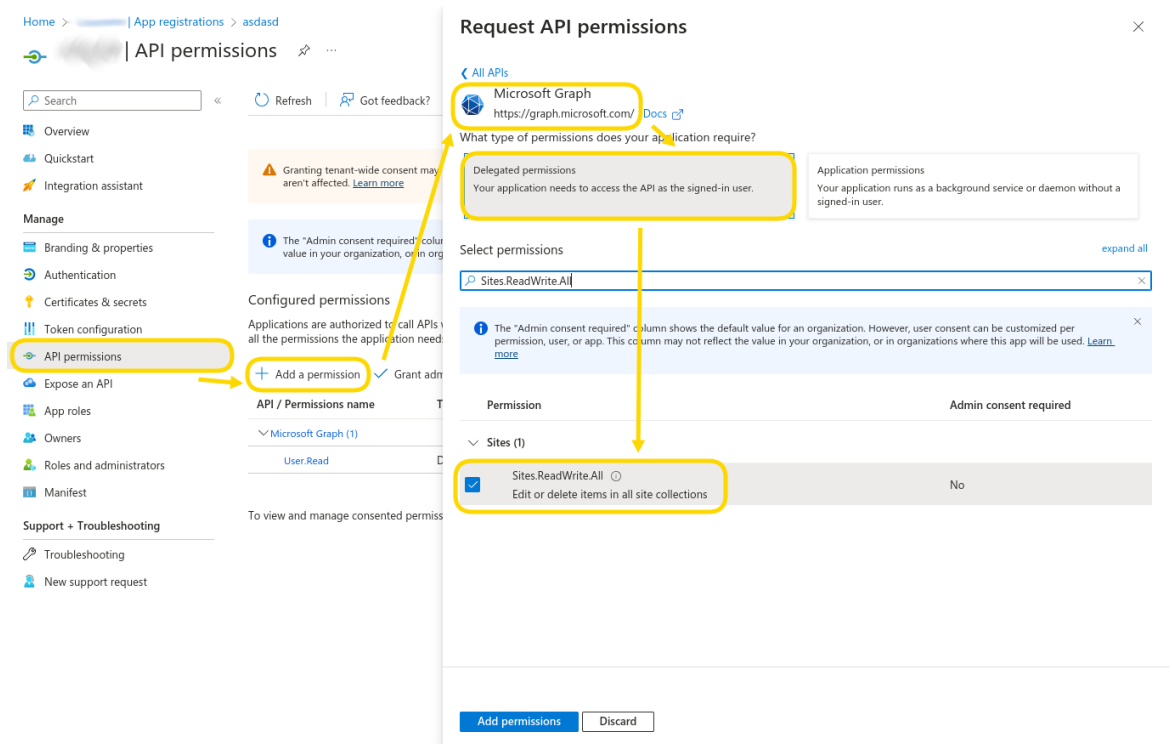 Home > | App registrations > asdasd
| API permissions ...
Search
«
Refresh
Got feedback?
Overview
Quickstart
Integration assistant
Manage
Branding & properties
Authentication
Certificates & secrets
Token configuration
API permissions
Expose an API
App roles
Owners
Roles and administrators
Manifest
Support + Troubleshooting
Troubleshooting
New support request
Granting tenant-wide consent may
aren't affected. Learn more
The "Admin consent required" colu
value in your organization, or in org
Configured permissions
Applications are authorized to call APIs
all the permissions the application need
Add a permission
Grant adm
API / Permissions name
T
Microsoft Graph (1)
User.Read
D
To view and manage consented permiss
Request API permissions
All APIs
Microsoft Graph
https://graph.microsoft.com/ Docs
What type of permissions does your application require?
Delegated permissions
Your application needs to access the API as the signed-in user.
Application permissions
Your application runs as a background service or daemon without a
signed-in user.
Select permissions
expand all
Sites.ReadWrite.All
The "Admin consent required" column shows the default value for an organization. However, user consent can be customized per
permission, user, or app. This column may not reflect the value in your organization, or in organizations where this app will be used. Learn
more
Permission
Admin consent required
Sites (1)
Sites.ReadWrite.All
Edit or delete items in all site collections
No
Add permissions
Discard